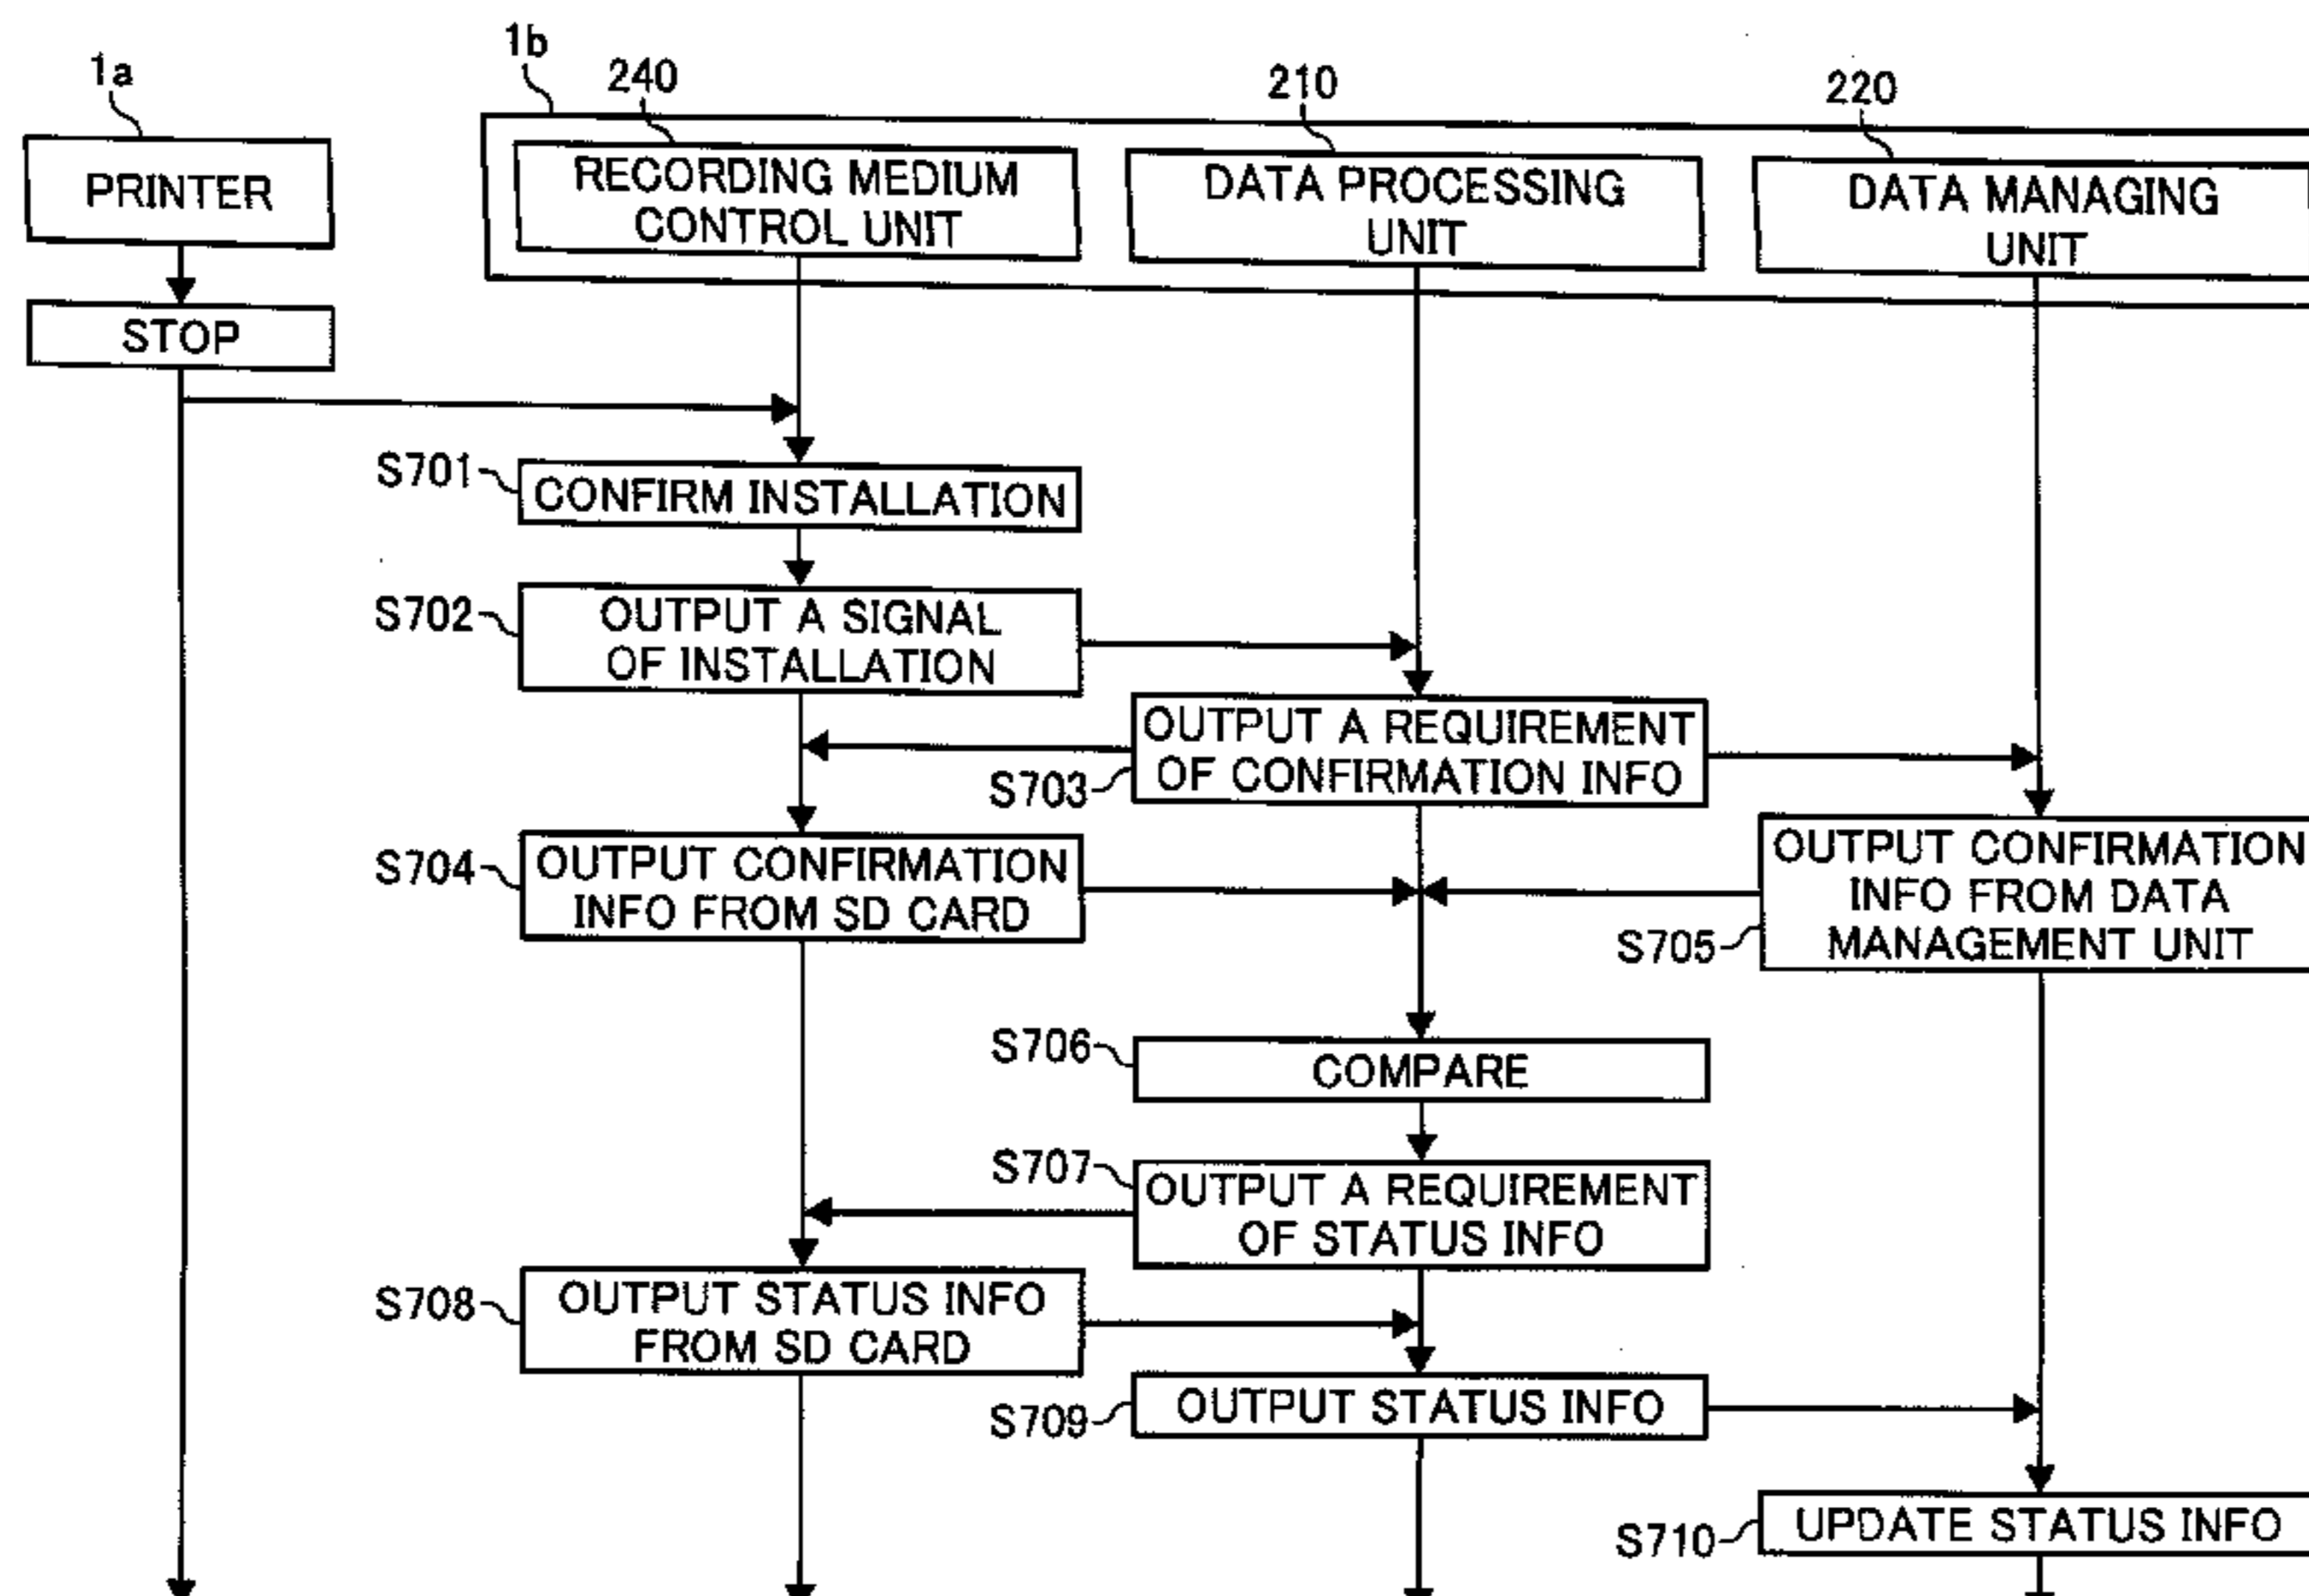 1a
1b
240
210
220
PRINTER
RECORDING MEDIUM
CONTROL UNIT
DATA PROCESSING
UNIT
DATA MANAGING
UNIT
STOP
S701
CONFIRM INSTALLATION
S702
OUTPUT A SIGNAL
OF INSTALLATION
S703
OUTPUT A REQUIREMENT
OF CONFIRMATION INFO
S704
OUTPUT CONFIRMATION
INFO FROM SD CARD
S705
OUTPUT CONFIRMATION
INFO FROM DATA
MANAGEMENT UNIT
S706
COMPARE
S707
OUTPUT A REQUIREMENT
OF STATUS INFO
S708
OUTPUT STATUS INFO
FROM SD CARD
S709
OUTPUT STATUS INFO
S710
UPDATE STATUS INFO